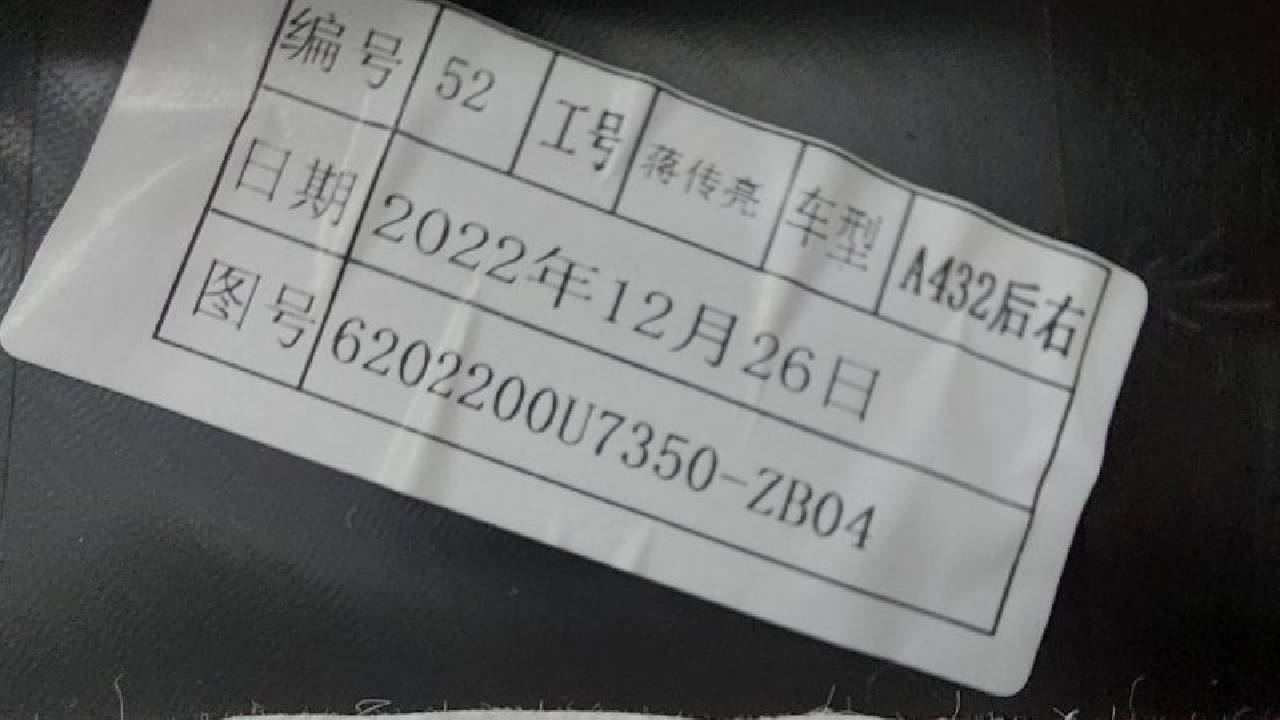 编号 52 工号 蒋传亮 车型 A432后右
日期 2022年12月26日
图号 6202200U7350-ZB04